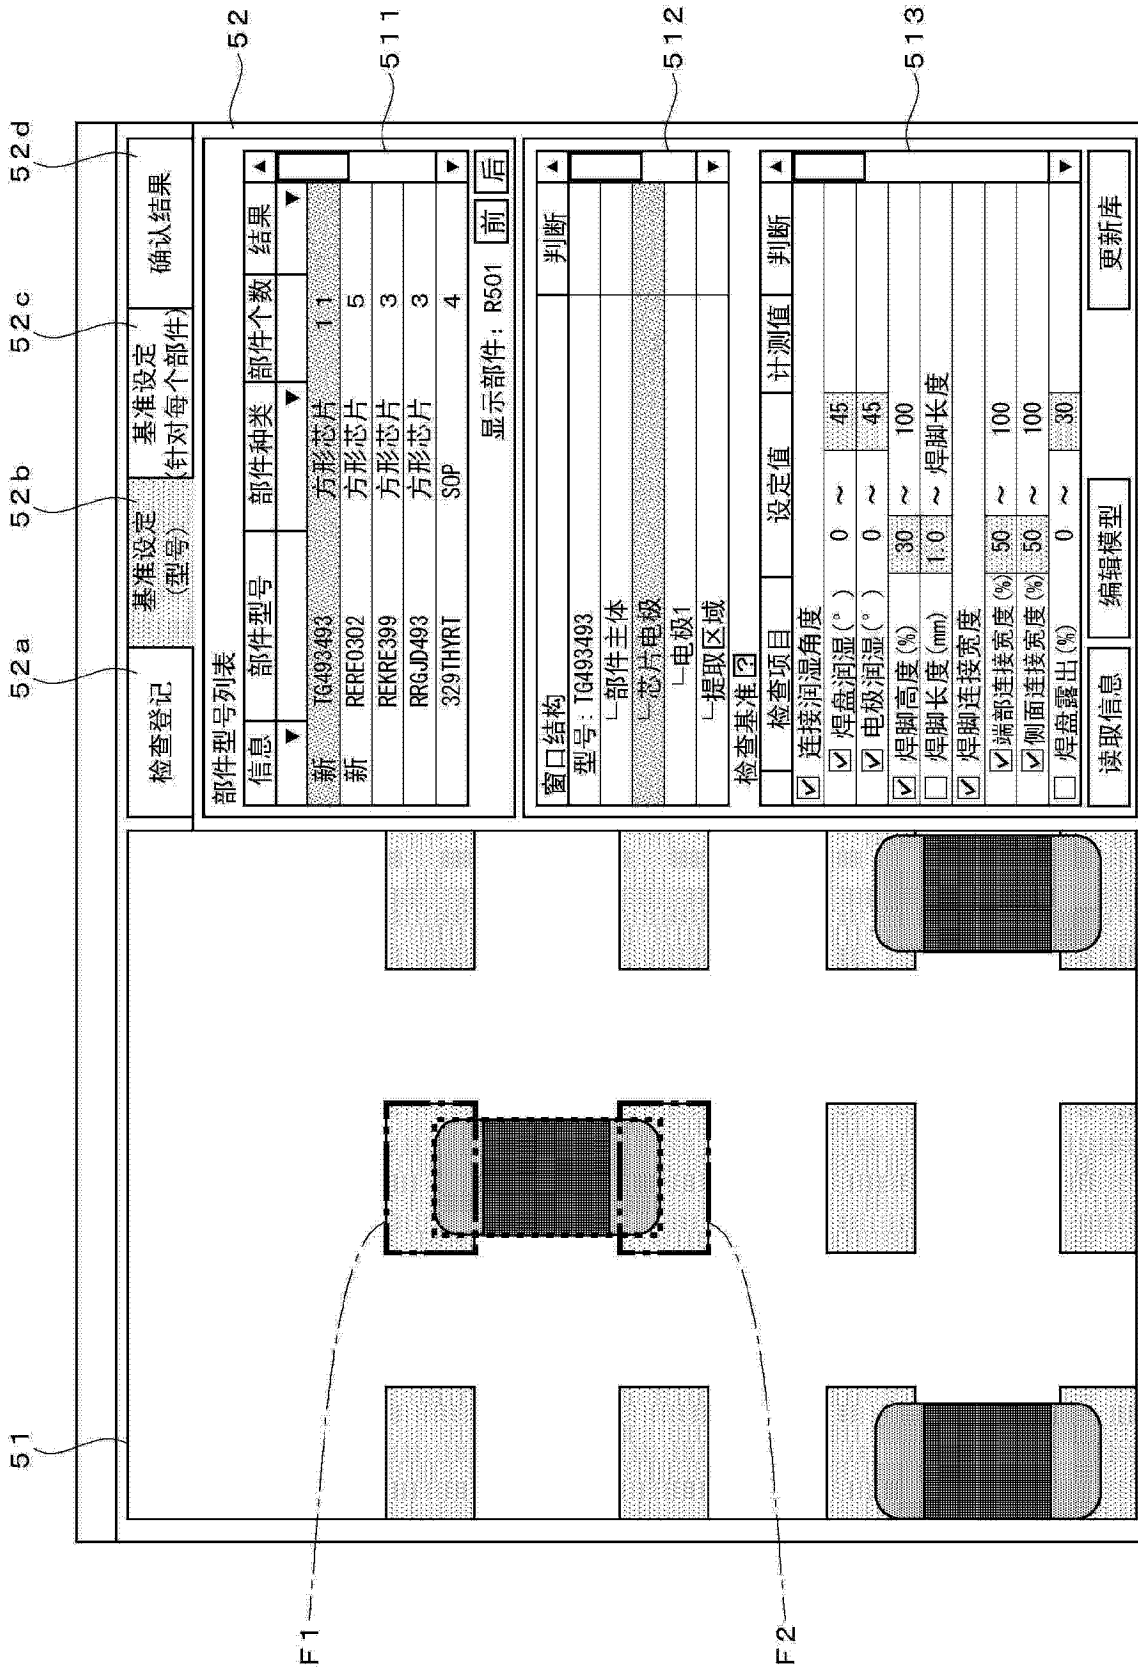 51
52a
52b
52c
52d
检查登记
基准设定
(型号)
基准设定
(针对每个部件)
确认结果
52
部件型号列表
信息 部件型号 部件种类 部件个数 结果
▼ ▼ ▼
新 TG493493 方形芯片 11
新 RERE0302 方形芯片 5
REKRE399 方形芯片 3
RRGJD493 方形芯片 3
329THYRT SOP 4
显示部件: R501 前 后
511
窗口结构 判断
型号:TG493493
部件主体
芯片电极
电极1
提取区域
512
检查基准 ?
检查项目 设定值 计测值 判断
连接润湿角度
焊盘润湿(°) 0 ~ 45
电极润湿(°) 0 ~ 45
焊脚高度(%) 30 ~ 100
焊脚长度(mm) 1.0 ~ 焊脚长度
焊脚连接宽度
端部连接宽度(%) 50 ~ 100
侧面连接宽度(%) 50 ~ 100
焊盘露出(%) 0 ~ 30
513
读取信息 编辑模型 更新库
F1
F2